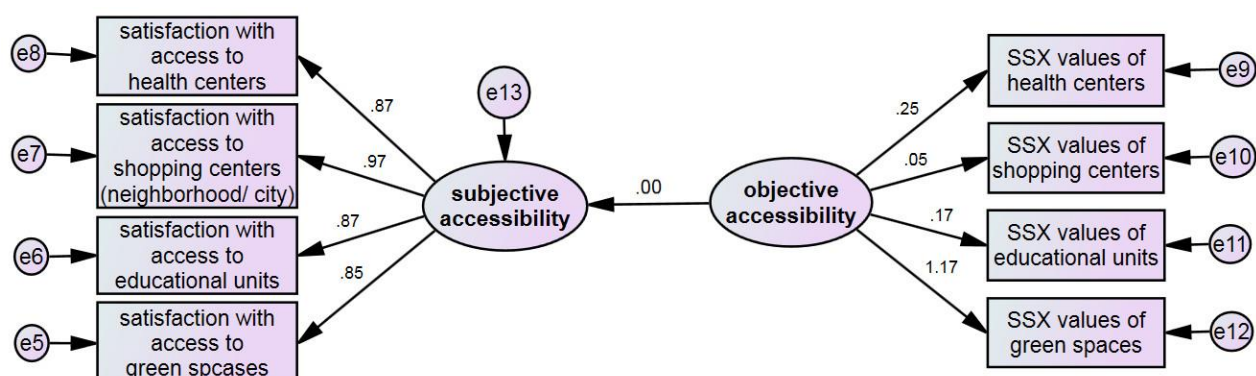 e8
satisfaction with
access to
health centers
e7
satisfaction with
access to
shopping centers
(neighborhood/ city)
e6
satisfaction with
access to
educational units
e5
satisfaction with
access to
green spcases
.87
.97
.87
.85
e13
subjective
accessibility
.00
objective
accessibility
.25
.05
.17
1.17
SSX values of
health centers
e9
SSX values of
shopping centers
e10
SSX values of
educational units
e11
SSX values of
green spaces
e12